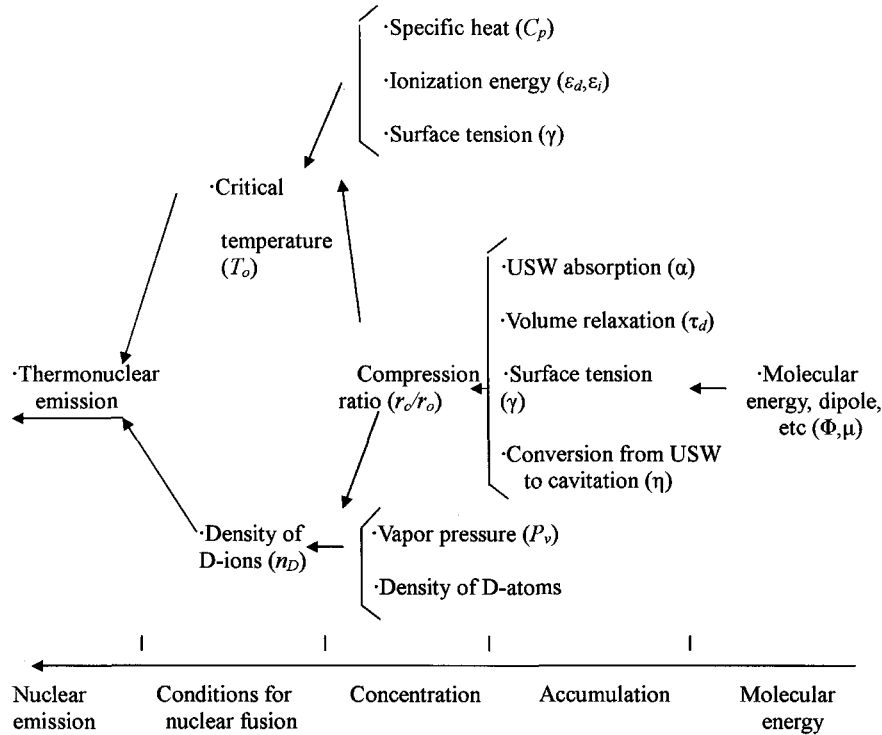 ·Specific heat (Cp)
·Ionization energy (εd,εi)
·Surface tension (γ)
·Critical
temperature
(To)
·USW absorption (α)
·Volume relaxation (τd)
·Surface tension
(γ)
·Conversion from USW
to cavitation (η)
·Thermonuclear
emission
Compression
ratio (ro/ro)
·Molecular
energy, dipole,
etc (Φ,μ)
·Density of
D-ions (nD)
·Vapor pressure (Pv)
·Density of D-atoms
Nuclear
emission
Conditions for
nuclear fusion
Concentration
Accumulation
Molecular
energy